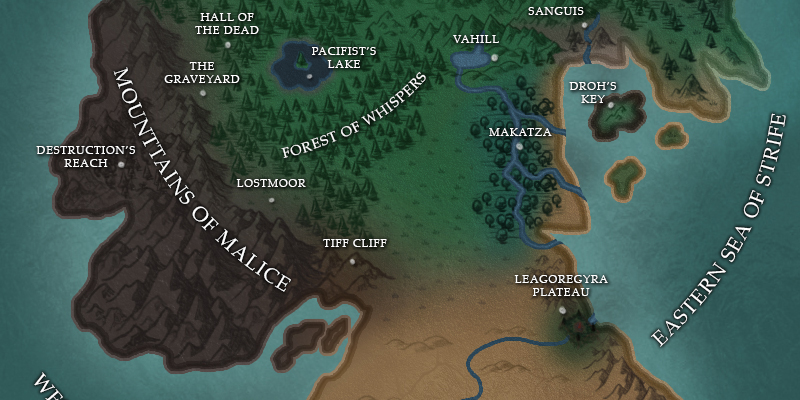 SANGUIS
HALL OF
THE DEAD
VAHILL
PACIFIST'S
LAKE
THE
GRAVEYARD
DROH'S
KEY
FOREST OF WHISPERS
MAKATZA
DESTRUCTION'S
REACH
MOUNTTAINS OF MALICE
LOSTMOOR
EASTERN SEA OF STRIFE
TIFF CLIFF
LEAGOREGYRA
PLATEAU